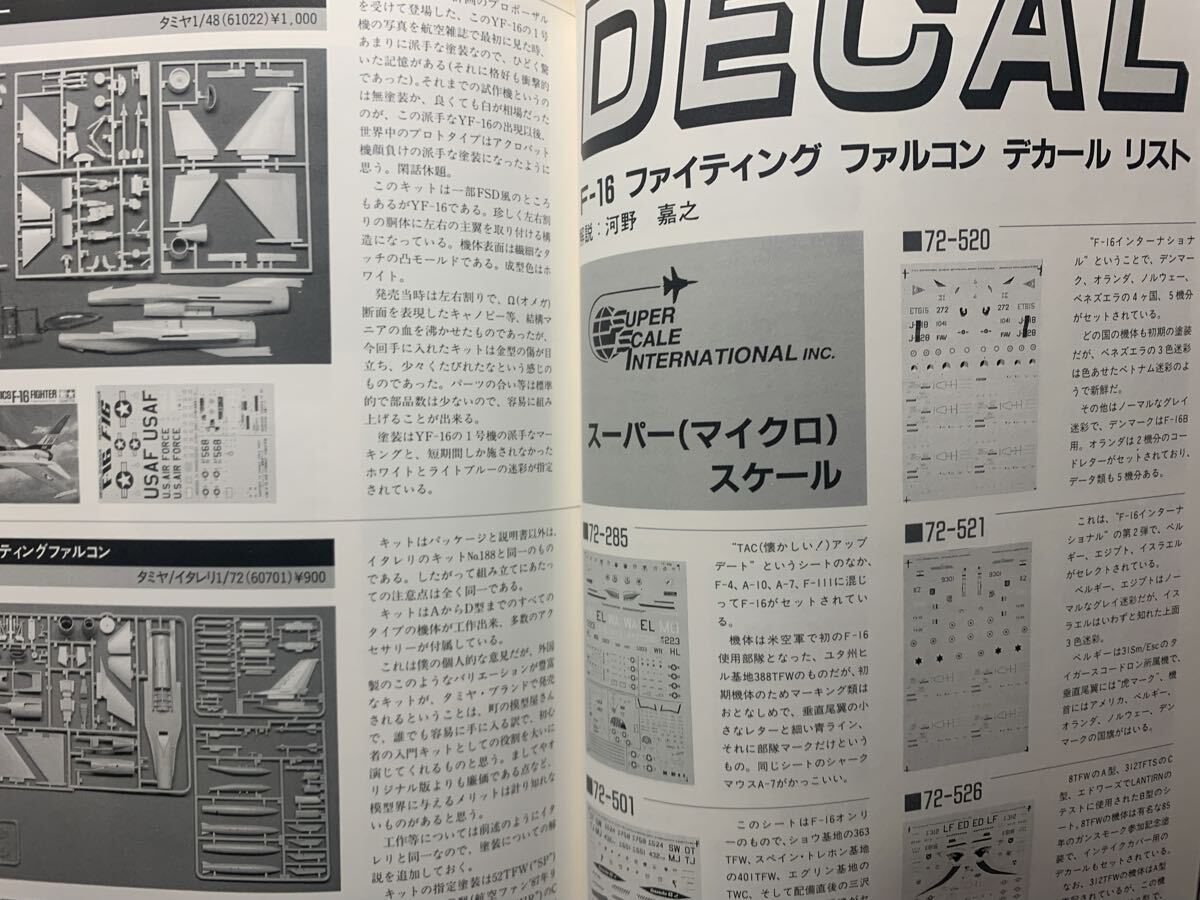 タミヤ1/48(61022)¥1,000
を受けて登場した、このYF-16の1号
機の写真を航空雑誌で最初に見た時、
あまりに派手な塗装なので、ひどく驚
いた記憶がある(それに格好も衝撃的
であった)。それまでの試作機というの
は無塗装か、良くても白が相場だった
のが、この派手なYF-16の出現以後、
世界中のプロトタイプはアクロバット
機顔負けの派手な塗装になったように
思う。閑話休題。
このキットは一部FSD風のところ
もあるがYF-16である。珍しく左右割
りの胴体に左右の主翼を取り付ける構
造になっている。機体表面は繊細なタ
ッチの凸モールドである。成型色はホ
ワイト。
発売当時は左右割りで、Ω(オメガ)
断面を表現したキャノピー等、結構マ
ニアの血を沸かせたものであったが、
今回手に入れたキットは金型の傷が目
立ち、少々くたびれたなという感じの
ものであった。パーツの合い等は標準
的で部品数は少ないので、容易に組み
上げることが出来る。
塗装はYF-16の1号機の派手なマー
キングと、短期間しか施されなかった
ホワイトとライトブルーの迷彩が指定
されている。
F-16 FIGHTER
F-16
USAF USAF
U.S.AIR FORCE
U.S.AIR FORCE
568
568
ティングファルコン
タミヤ/イタレリ1/72(60701)¥900
キットはパッケージと説明書以外は、
イタレリのキットNo.188と同一のもの
である。したがって組み立てにあたっ
ての注意点は全く同一である。
キットはAからD型までのすべての
タイプの機体が工作出来、多数のアク
セサリーが付属している。
これは僕の個人的な意見だが、外国
製のこのようなバリエーションが豊富
なキットが、タミヤ・ブランドで発売
されるということは、町の模型屋さん
で、誰でも容易に手に入る訳で、初心
者の入門キットとしての役割を大いに
演じてくれるものと思う。ましてやオ
リジナル版よりも廉価である点など、
模型界に与えるメリットは計り知れな
いものがあると思う。
工作等については前述のようにイタ
レリと同一なので、塗装についての解
説を追加しておく。
キットの指定塗装は52TFW("SP")
DECAL
F-16 ファイティング ファルコン デカール リスト
解説:河野 嘉之
SUPER
SCALE
INTERNATIONAL INC.
スーパー(マイクロ)
スケール
■72-285
"TAC(懐かしい!)アップ
デート" というシートのなか、
F-4、A-10、A-7、F-111に混じ
ってF-16がセットされてい
る。
機体は米空軍で初のF-16
使用部隊となった、ユタ州ヒ
ル基地388TFWのものだが、初
期機体のためマーキング類は
おとなしめで、垂直尾翼の小
さなレターと細い青ライン、
それに部隊マークだけという
もの。同じシートのシャーク
マウスA-7がかっこいい。
■72-501
このシートはF-16オンリ
ーのもので、ショウ基地の363
TFW、スペイン・トレホン基地
の401TFW、エグリン基地の
TWC、そして配備直後の三沢
■72-520
"F-16インターナショナ
ル" ということで、デンマー
ク、オランダ、ノルウェー、
ベネズエラの4ヶ国、5機分
がセットされている。
どの国の機体も初期の塗装
だが、ベネズエラの3色迷彩
は色あせたベトナム迷彩のよ
うで新鮮だ。
その他はノーマルなグレイ
迷彩で、デンマークはF-16B
用。オランダは2機分のコー
ドレターがセットされており、
データ類も5機分ある。
■72-521
これは、"F-16インターナ
ショナル" の第2弾で、ベル
ギー、エジプト、イスラエル
がセレクトされている。
ベルギー、エジプトはノー
マルなグレイ迷彩だが、イス
ラエルはいわずと知れた上面
3色迷彩。
ベルギーは31Sm/Escのタ
イガースコードロン所属機で、
垂直尾翼には"虎マーク"、機
首にはアメリカ、ベルギー、
オランダ、ノルウェー、デン
マークの国旗がはいる。
■72-526
8TFWのA型、312TFTSのC
型、エドワーズでLANTIRNの
テストに使用されたB型のシ
ート。8TFWの機体は有名な85
年のガンスモーク参加記念塗
装で、インテイクカバー用の
デカールもセットされている。
なお、312TFWの機体はA型